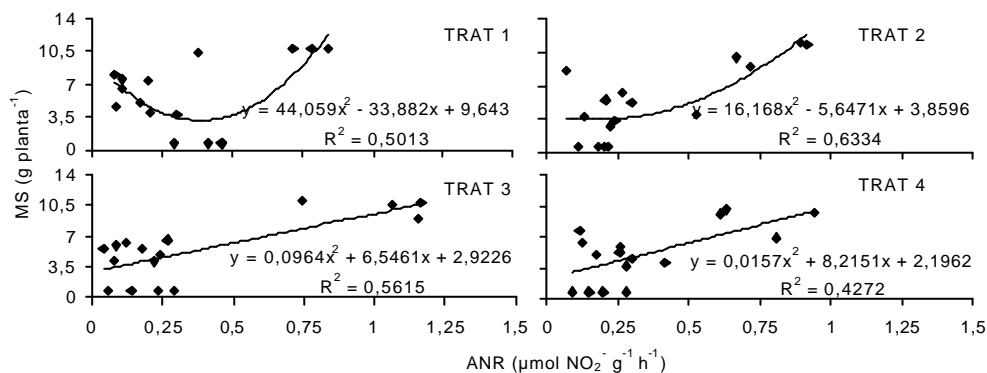 14
10,5
7
3,5
0
TRAT 1
y = 44,059x² - 33,882x + 9,643
R² = 0,5013
TRAT 2
y = 16,168x² - 5,6471x + 3,8596
R² = 0,6334
MS (g planta⁻¹)
14
10,5
7
3,5
0
TRAT 3
y = 0,0964x² + 6,5461x + 2,9226
R² = 0,5615
TRAT 4
y = 0,0157x² + 8,2151x + 2,1962
R² = 0,4272
0 0,25 0,5 0,75 1 1,5 0 0,25 0,5 0,75 1 1,5
ANR (µmol NO₂⁻ g⁻¹ h⁻¹)